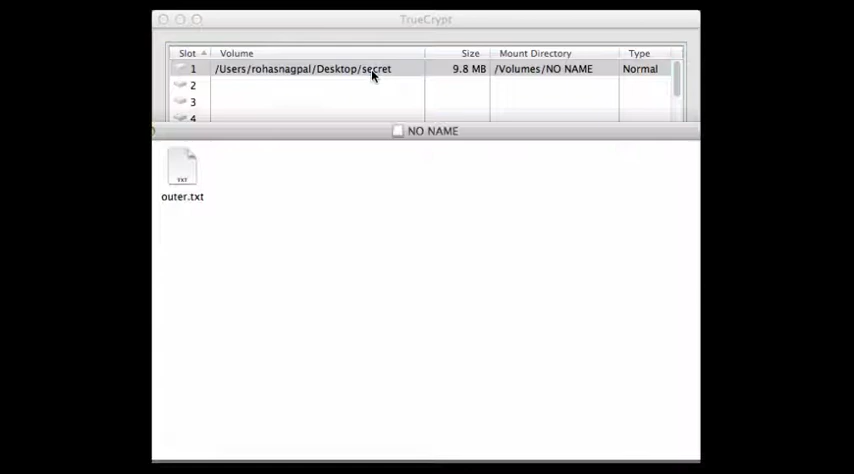 TrueCrypt
Slot Volume Size Mount Directory Type
1 /Users/rohasnagpal/Desktop/secret 9.8 MB /Volumes/NO NAME Normal
2
3
4
NO NAME
TXT
outer.txt